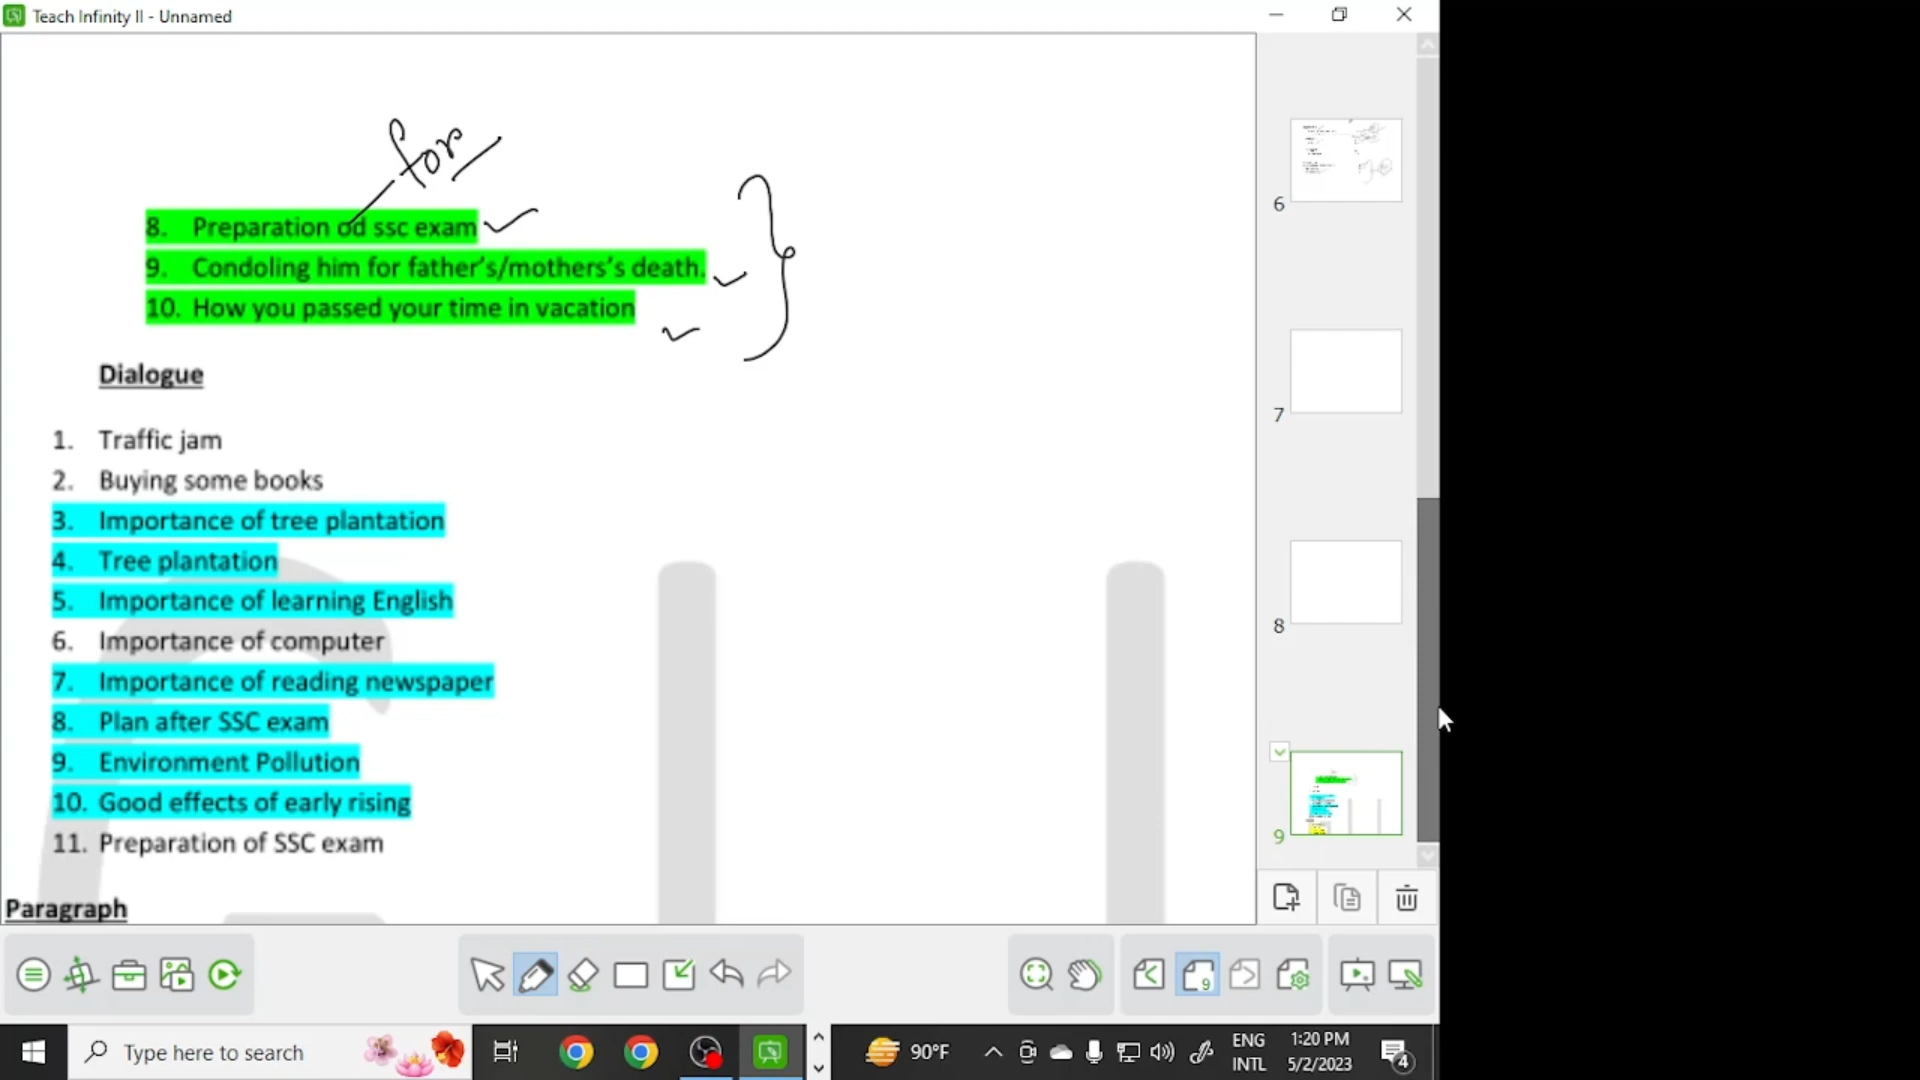 Teach Infinity II - Unnamed
for
8. Preparation od ssc exam
9. Condoling him for father's/mothers's death.
10. How you passed your time in vacation
Dialogue
1. Traffic jam
2. Buying some books
3. Importance of tree plantation
4. Tree plantation
5. Importance of learning English
6. Importance of computer
7. Importance of reading newspaper
8. Plan after SSC exam
9. Environment Pollution
10. Good effects of early rising
11. Preparation of SSC exam
Paragraph
6
7
8
9
9
Type here to search
90°F
ENG
INTL
1:20 PM
5/2/2023
4